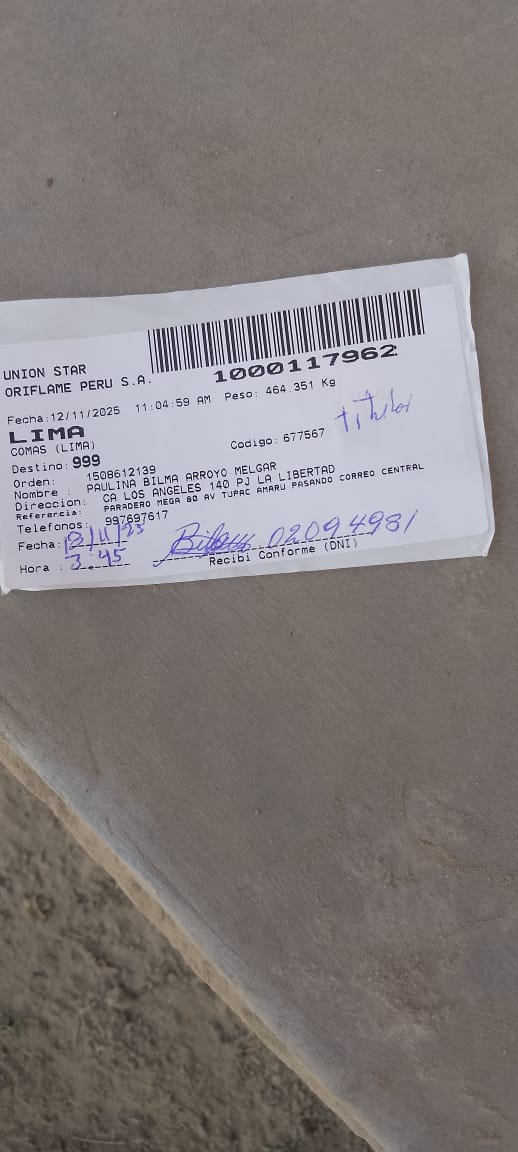 UNION STAR
ORIFLAME PERU S.A.
1000117962
Fecha:12/11/2025 11:04:59 AM Peso: 464.351 Kg
LIMA
COMAS (LIMA)
titular
Destino: 999 Codigo: 677567
Orden: 1508612139
Nombre : PAULINA BILMA ARROYO MELGAR
Direccion: CA LOS ANGELES 140 PJ LA LIBERTAD
Referencia: PARADERO MEGA 80 AV TUPAC AMARU PASANDO CORREO CENTRAL
Telefonos: 997697617
Fecha: 13/11/25
Hora : 3.45 02094931
Recibi Conforme (DNI)